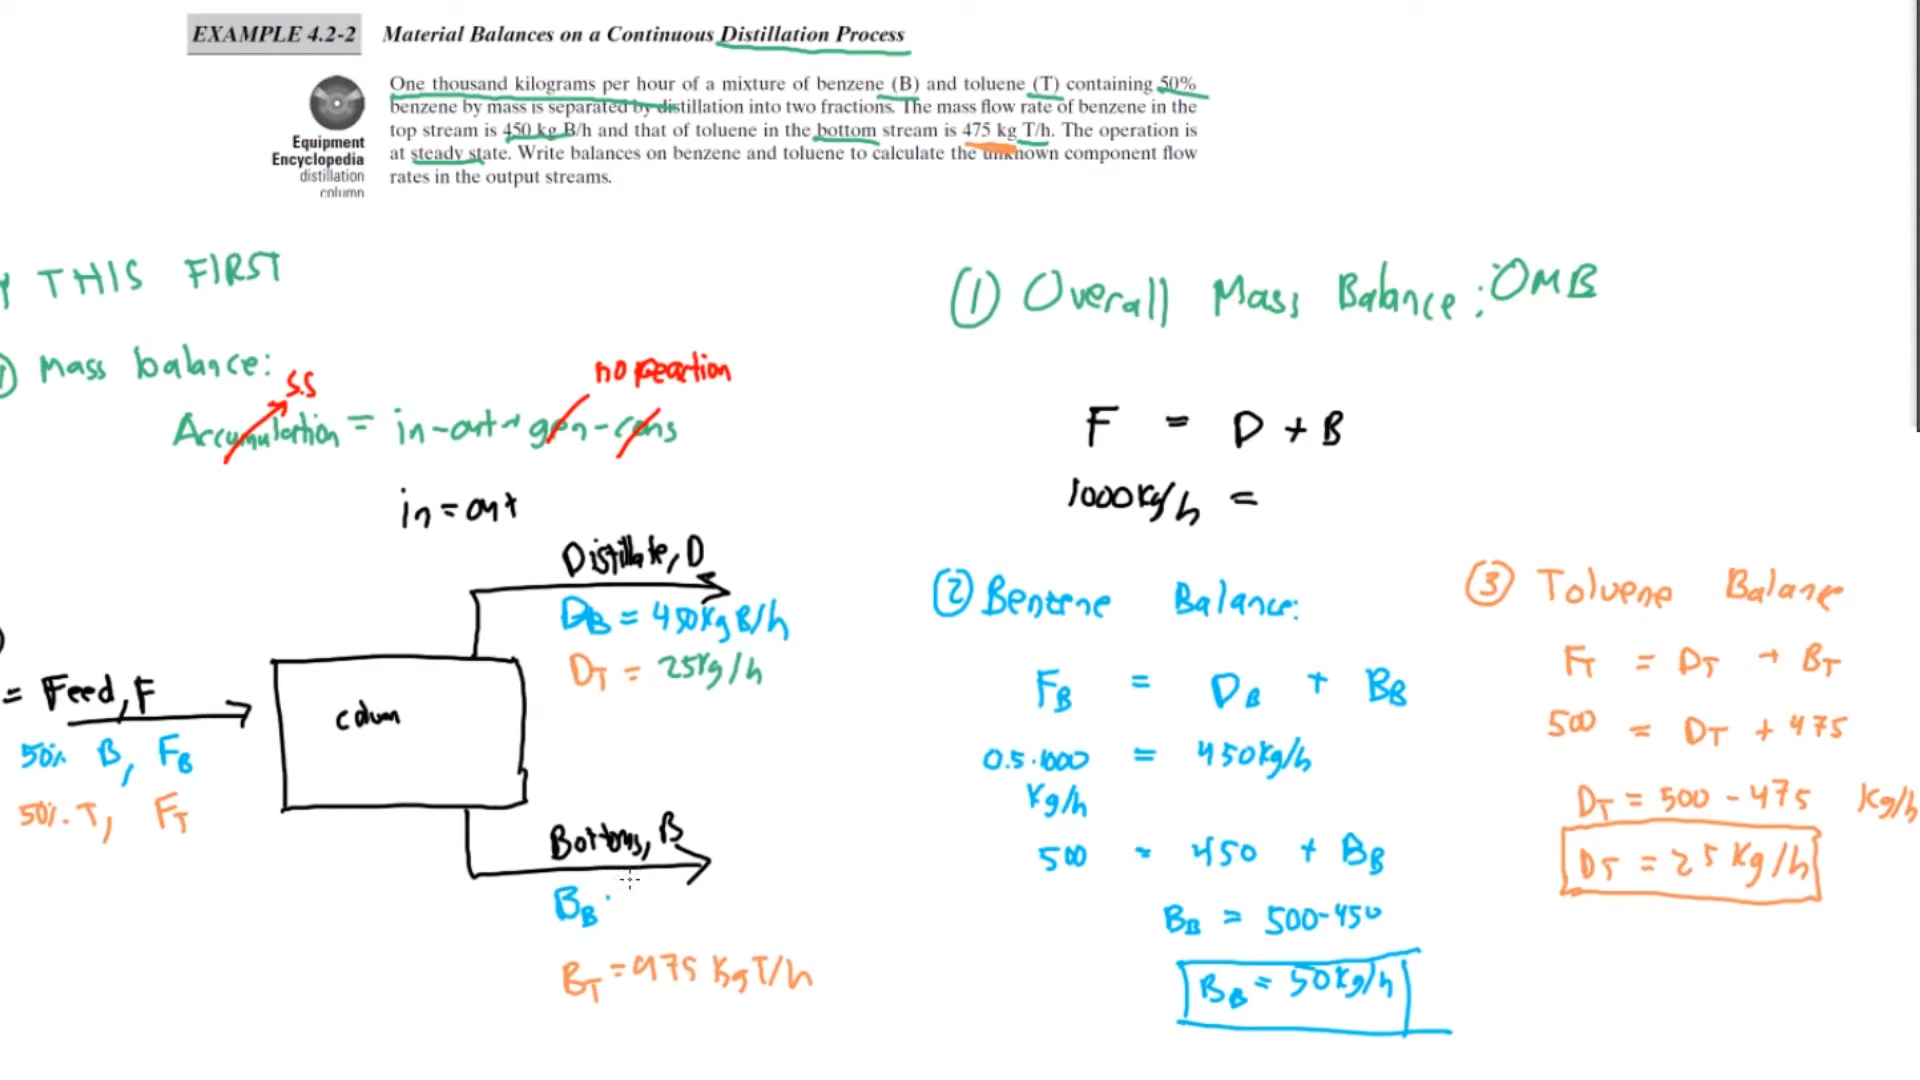 EXAMPLE 4.2-2 Material Balances on a Continuous Distillation Process
One thousand kilograms per hour of a mixture of benzene (B) and toluene (T) containing 50%
benzene by mass is separated by distillation into two fractions. The mass flow rate of benzene in the
top stream is 450 kg B/h and that of toluene in the bottom stream is 475 kg T/h. The operation is
at steady state. Write balances on benzene and toluene to calculate the unknown component flow
rates in the output streams.
Equipment
Encyclopedia
distillation
column
THIS FIRST
Mass balance:
S.S
no reaction
Accumulation = in-out+gen-cons
in = out
Distillate, D
DB = 450kg B/h
DT = 25kg/h
= Feed, F
50% B, FB
50%. T, FT
colum
Bottoms, B
BB
BT = 475 kg T/h
① Overall Mass Balance: OMB
F = D + B
1000kg/h =
② Benzene Balance:
FB = DB + BB
0.5.1000 = 450kg/h
kg/h
500 = 450 + BB
BB = 500-450
BB = 50kg/h
③ Toluene Balance
FT = DT + BT
500 = DT + 475
DT = 500 - 475 kg/h
DT = 25 kg/h